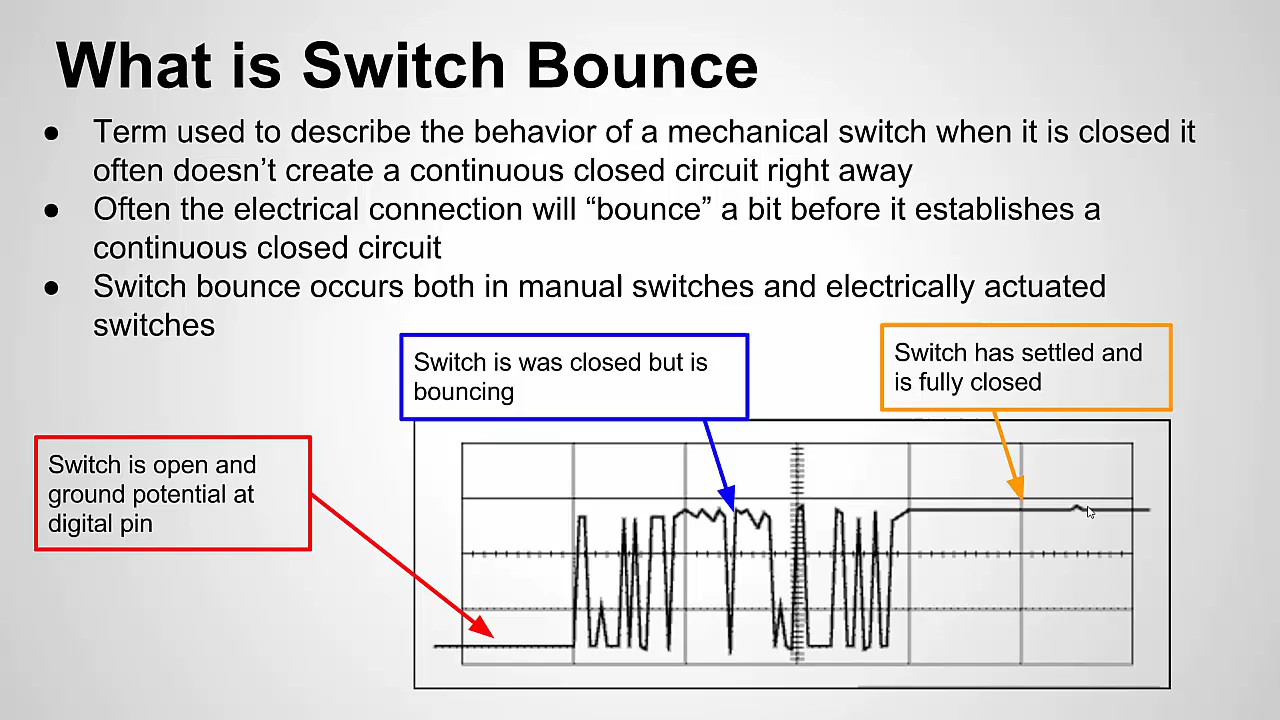 What is Switch Bounce
● Term used to describe the behavior of a mechanical switch when it is closed it
often doesn’t create a continuous closed circuit right away
● Often the electrical connection will “bounce” a bit before it establishes a
continuous closed circuit
● Switch bounce occurs both in manual switches and electrically actuated
switches
Switch is was closed but is
bouncing
Switch has settled and
is fully closed
Switch is open and
ground potential at
digital pin